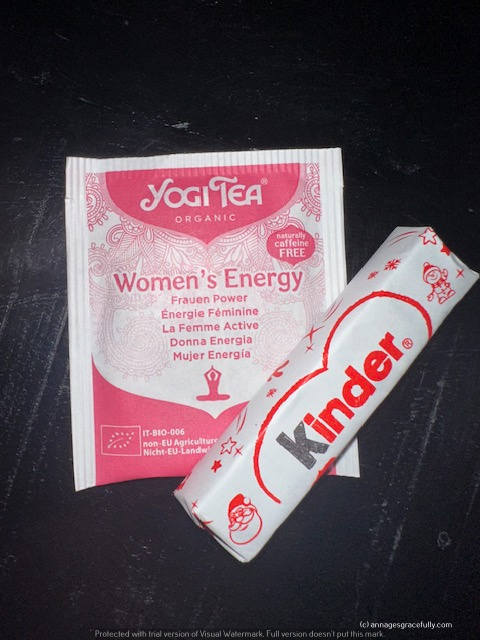 YOGI TEA®
ORGANIC
naturally
caffeine
FREE
Women's Energy
Frauen Power
Énergie Féminine
La Femme Active
Donna Energia
Mujer Energía
IT-BIO-006
non-EU Agriculture
Nicht-EU-Landw
Kinder®
(c) annagesgracefully.com
Protected with trial version of Visual Watermark. Full version doesn't put this mark.